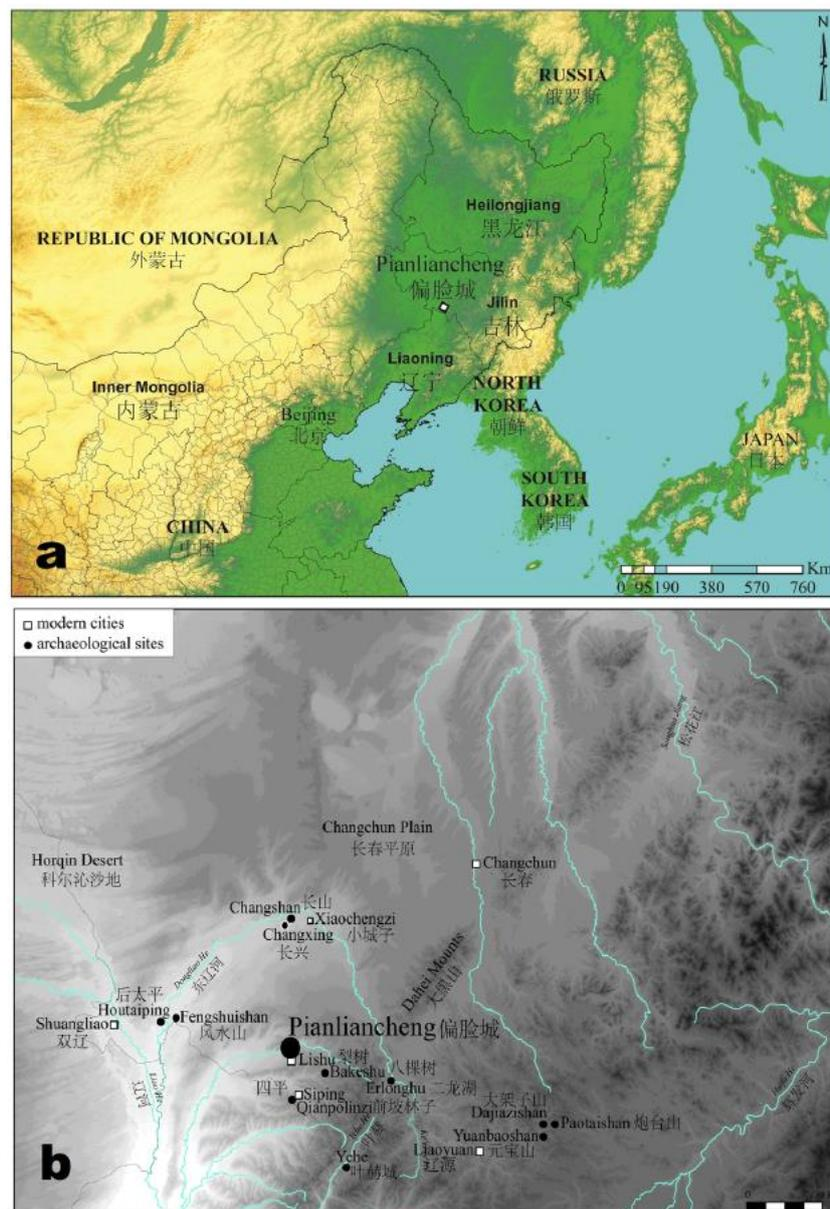 N
RUSSIA
俄罗斯
Heilongjiang
黑龙江
REPUBLIC OF MONGOLIA
外蒙古
Pianliancheng
偏脸城
Jilin
吉林
Liaoning
辽宁
Inner Mongolia
内蒙古
NORTH
KOREA
朝鲜
Beijing
北京
JAPAN
日本
SOUTH
KOREA
韩国
CHINA
中国
a
Km
0 95 190 380 570 760
modern cities
archaeological sites
Changchun Plain
长春平原
Horqin Desert
科尔沁沙地
Changchun
长春
Changshan 长山
Xiaochengzi
小城子
Changxing
长兴
Dahei Mounts
大黑山
Songhua Jiang
松花江
Dongliao He
东辽河
后太平
Houtaiping
Fengshuishan
风水山
Shuangliao
双辽
Pianliancheng 偏脸城
Lishu 梨树
Bakeshu 八棵树
Erlonghu 二龙湖
四平 Siping
Qianpolinzi 前坡林子
Liao He
辽河
大架子山
Dajiazishan
Paotaishan 炮台山
Yuanbaoshan
元宝山
Liaoyuan
辽源
Yehe
叶赫城
b
0